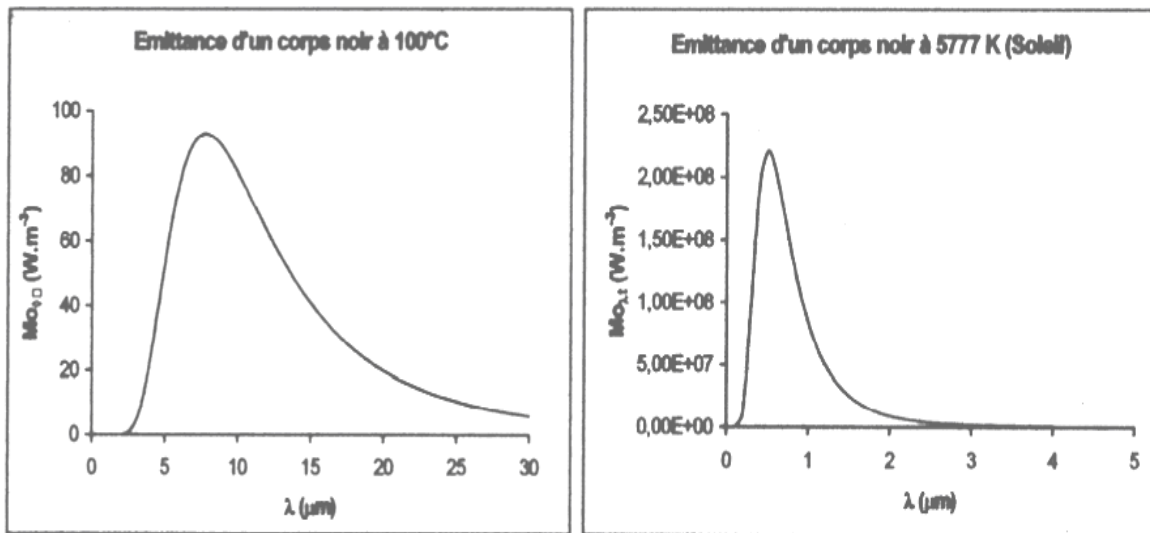 Emittance d'un corps noir à 100°C
100
80
60
40
20
0
0 5 10 15 20 25 30
λ (µm)
Emittance d'un corps noir à 5777 K (Soleil)
2,50E+08
2,00E+08
1,50E+08
1,00E+08
5,00E+07
0,00E+00
0 1 2 3 4 5
Mo λ,t (W.m⁻³)
λ (µm)